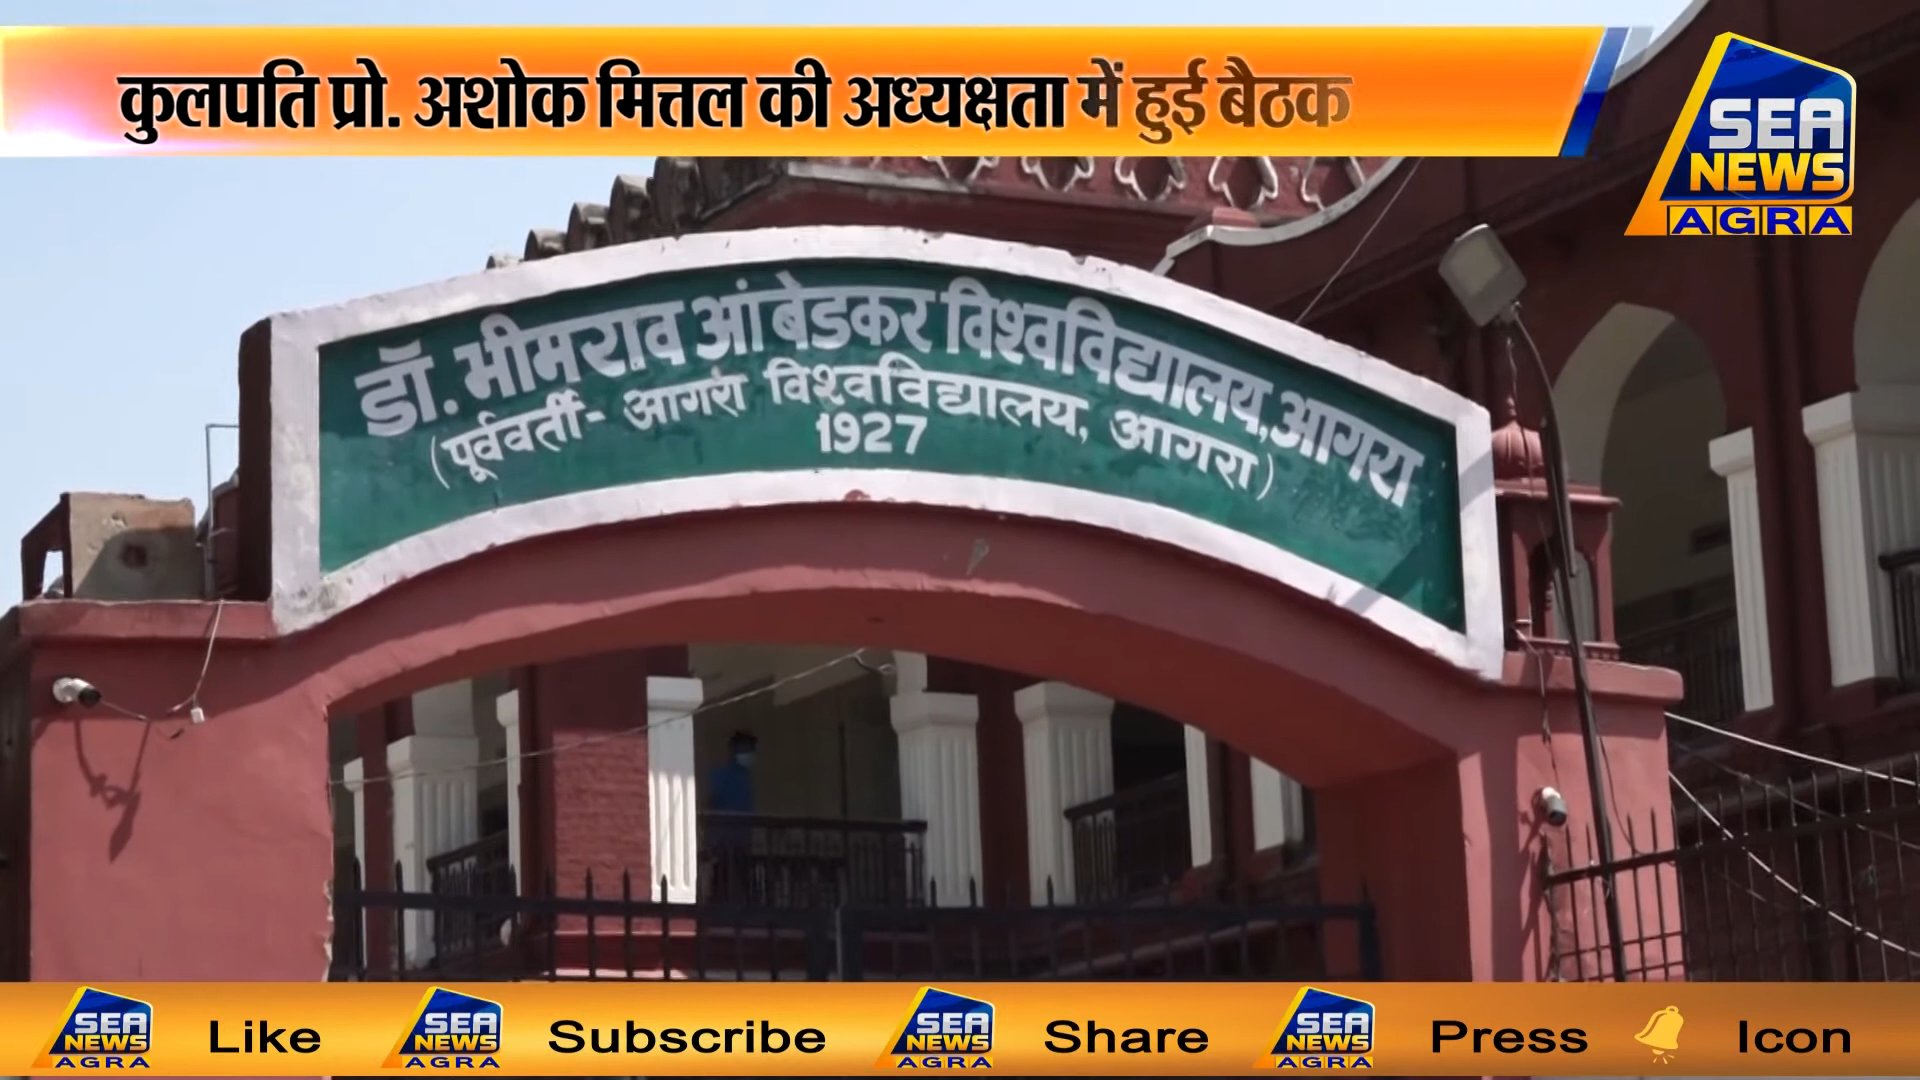 कुलपति प्रो. अशोक मित्तल की अध्यक्षता में हुई बैठक
SEA
NEWS
AGRA
डॉ. भीमराव आंबेडकर विश्वविद्यालय, आगरा
(पूर्ववर्ती - आगरा विश्वविद्यालय, आगरा)
1927
SEA NEWS AGRA Like SEA NEWS AGRA Subscribe SEA NEWS AGRA Share SEA NEWS AGRA Press Icon